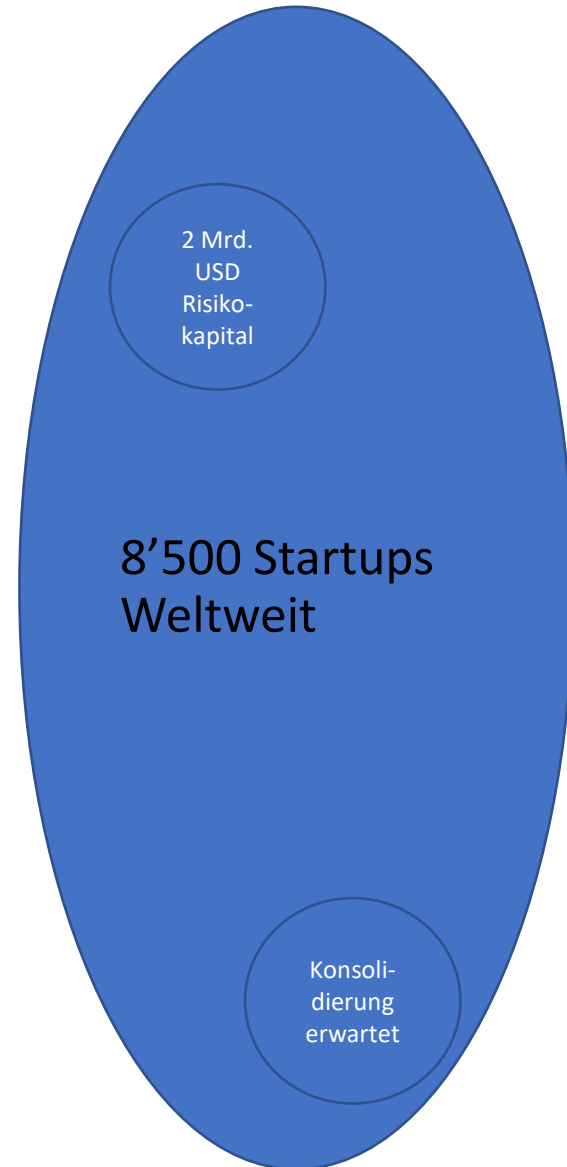 2 Mrd.
USD
Risiko-
kapital
8’500 Startups
Weltweit
Konsoli-
dierung
erwartet